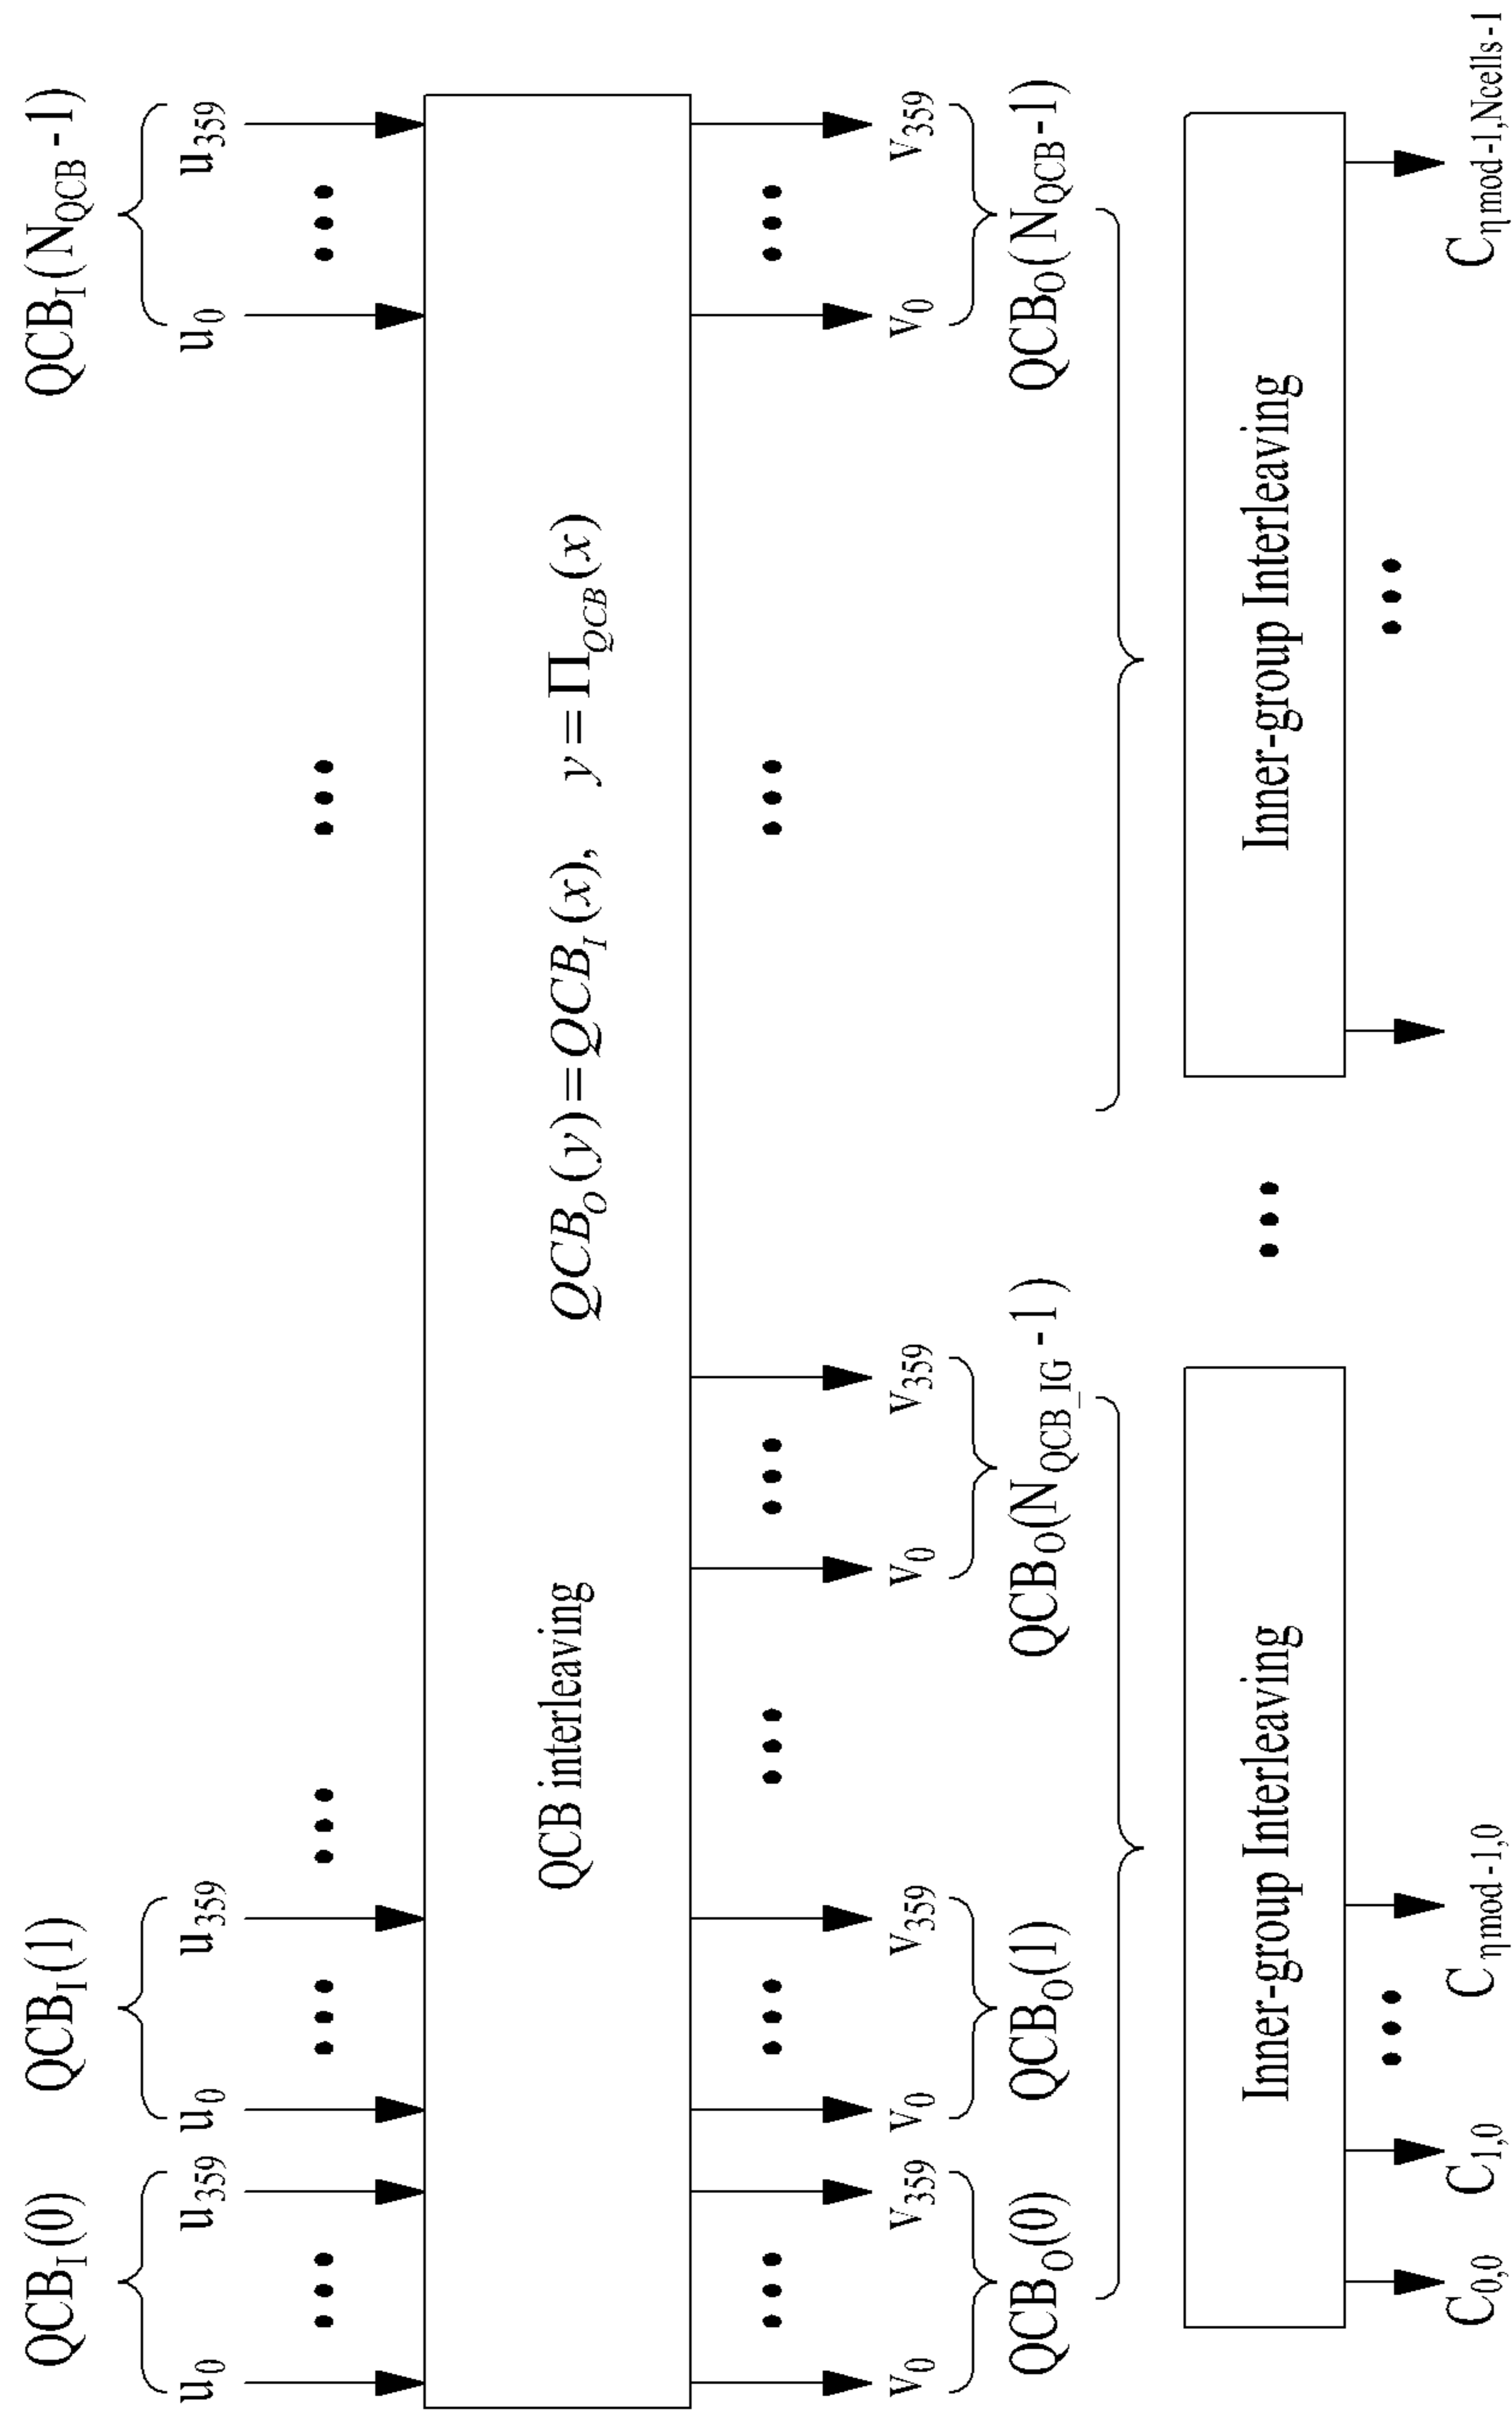 QCB_I(0) QCB_I(1) QCB_I(N_QCB-1)
u_0 ••• u_359 u_0 ••• u_359 ••• ••• u_0 ••• u_359
QCB interleaving QCB_O(y)=QCB_I(x), y=Π_QCB(x)
••• ••• ••• ••• ••• •••
v_0 v_359 v_0 v_359 v_0 v_359 v_0 v_359
QCB_O(0) QCB_O(1) QCB_O(N_QCB_IG-1) QCB_O(N_QCB-1)
Inner-group Interleaving ••• Inner-group Interleaving
••• •••
C_0,0 C_1,0 C_ηmod-1,0 C_ηmod-1,Ncells-1